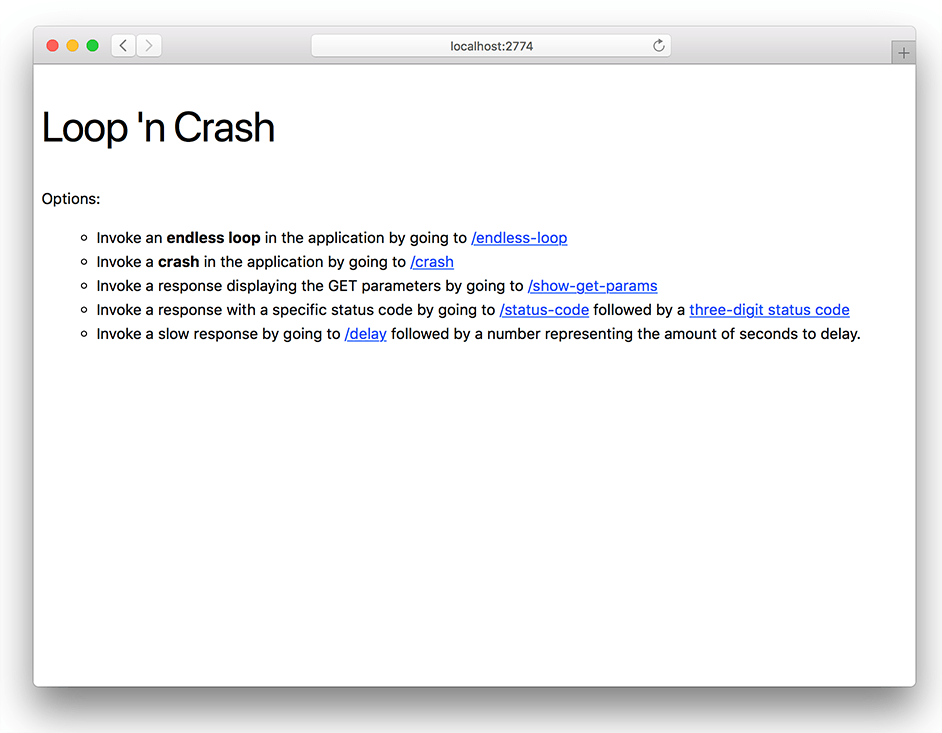 localhost:2774
Loop 'n Crash
Options:
Invoke an endless loop in the application by going to /endless-loop
Invoke a crash in the application by going to /crash
Invoke a response displaying the GET parameters by going to /show-get-params
Invoke a response with a specific status code by going to /status-code followed by a three-digit status code
Invoke a slow response by going to /delay followed by a number representing the amount of seconds to delay.